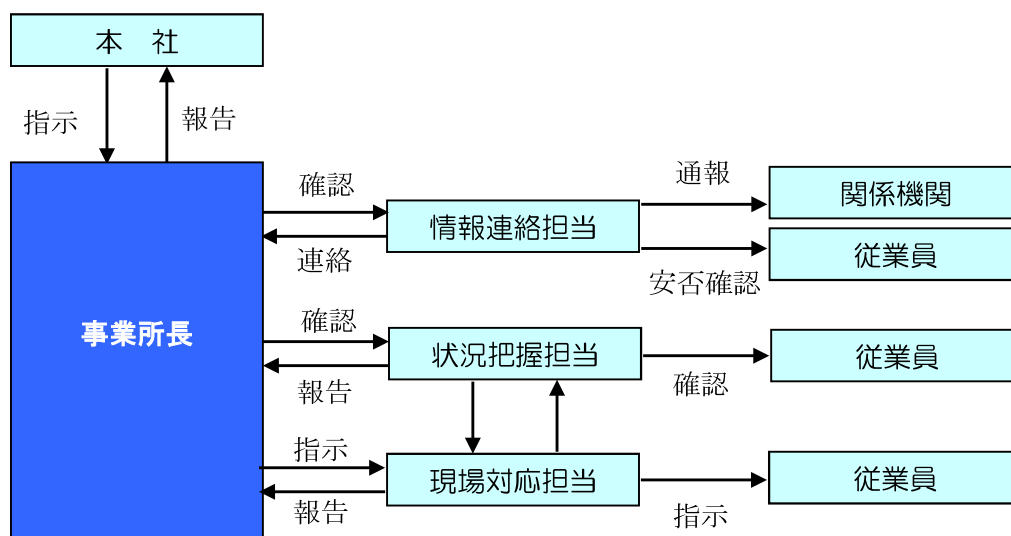 本　社
指示
報告
事業所長
確認
連絡
情報連絡担当
通報
関係機関
安否確認
従業員
確認
報告
状況把握担当
確認
従業員
指示
報告
現場対応担当
指示
従業員